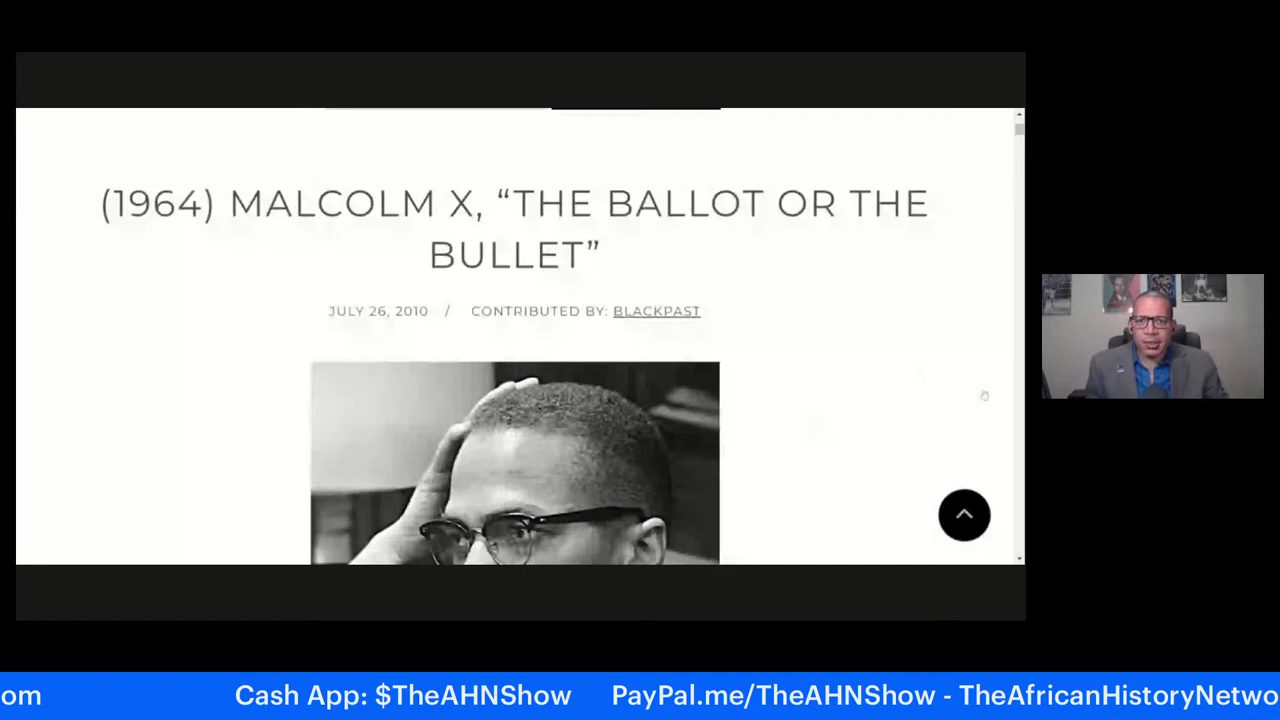 (1964) MALCOLM X, “THE BALLOT OR THE
BULLET”
JULY 26, 2010 / CONTRIBUTED BY: BLACKPAST
om Cash App: $TheAHNShow PayPal.me/TheAHNShow - TheAfricanHistoryNetwo